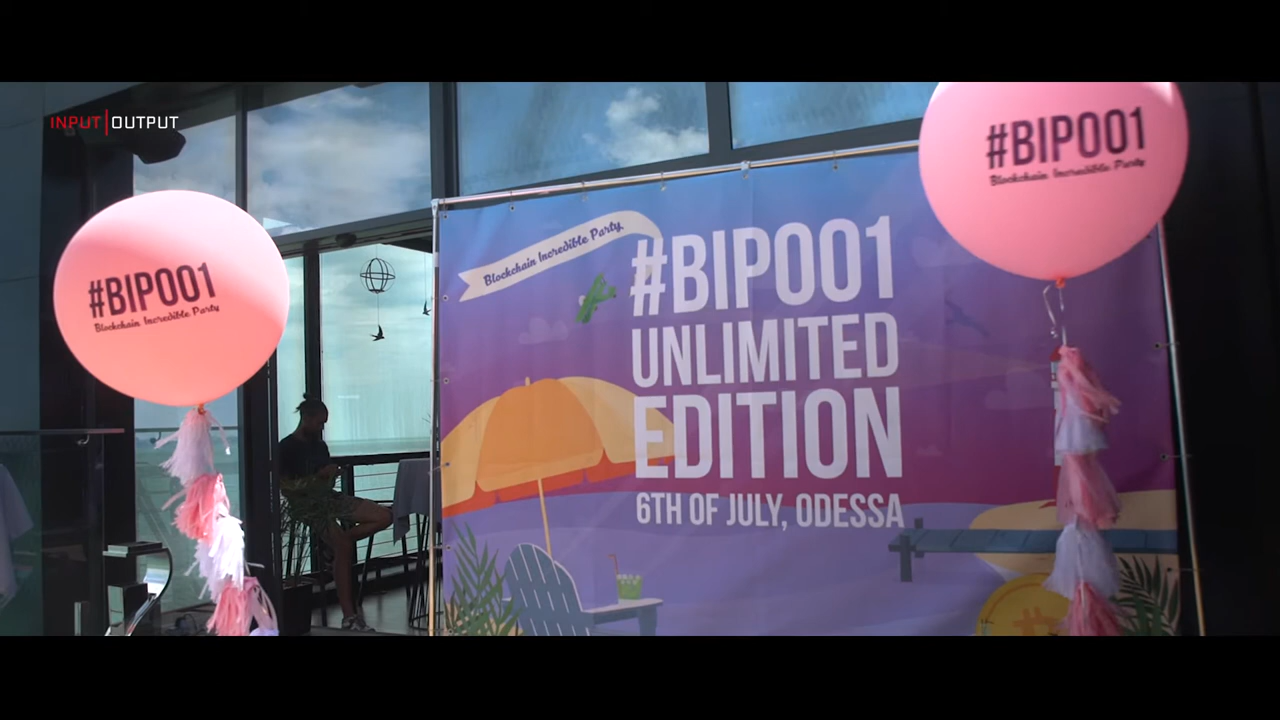 INPUT|OUTPUT
#BIP001
Blockchain Incredible Party
Blockchain Incredible Party
#BIP001
UNLIMITED
EDITION
6TH OF JULY, ODESSA
#BIP001
Blockchain Incredible Party